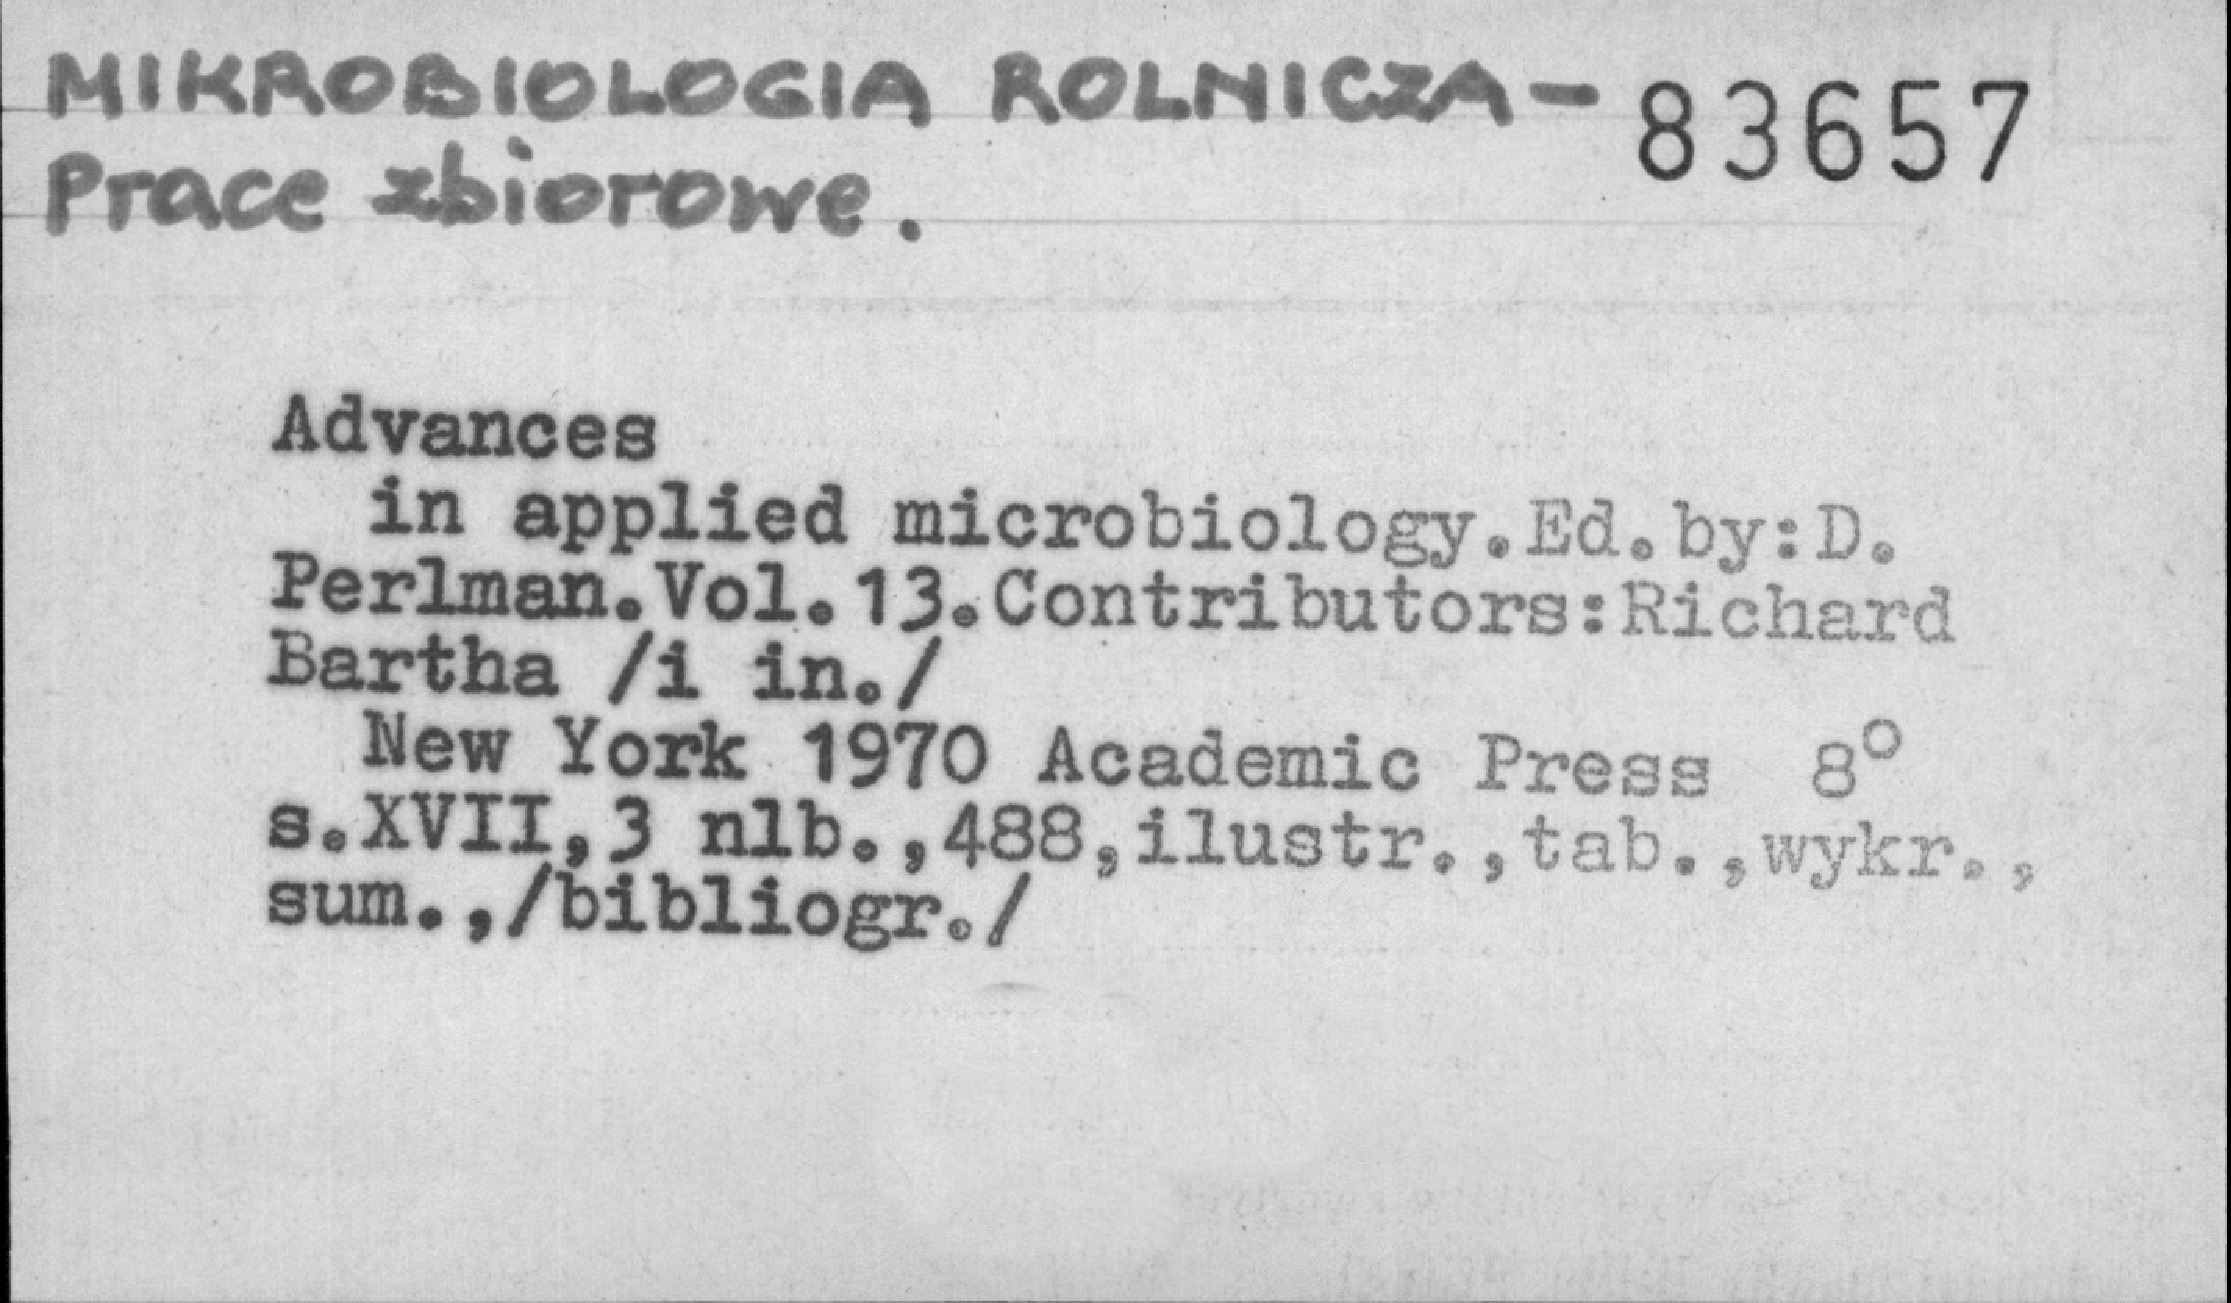 MIKROBIOLOGIA ROLNICZA- 83657
Prace zbiorowe.
Advances
in applied microbiology.Ed.by:D.
Perlman.Vol.13.Contributors:Richard
Bartha /i in./
New York 1970 Academic Press 8°
s.XVII,3 nlb.,488,ilustr.,tab.,wykr.,
sum.,/bibliogr./